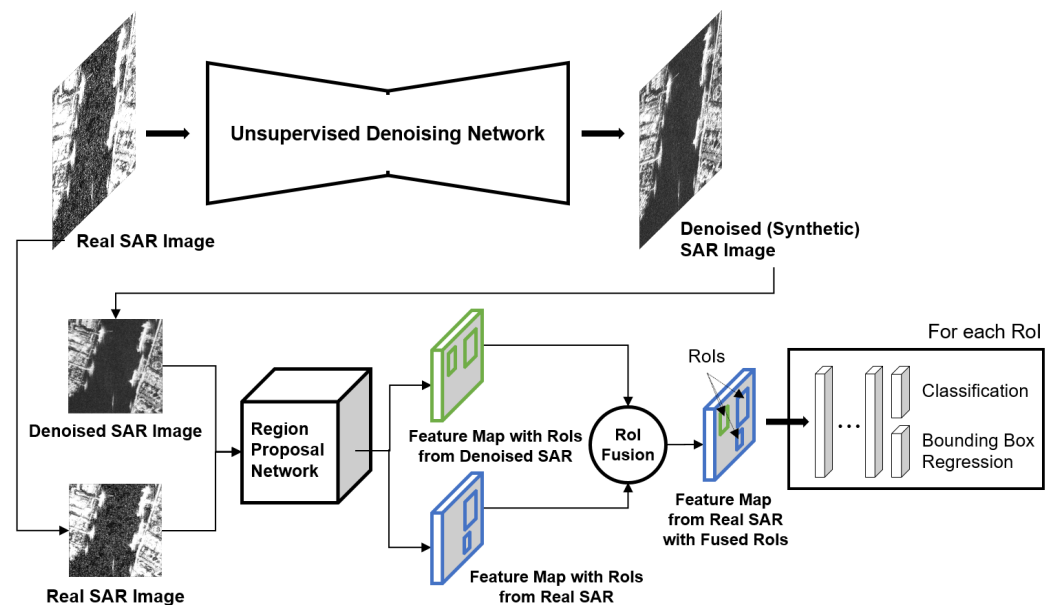 Unsupervised Denoising Network
Real SAR Image
Denoised (Synthetic)
SAR Image
For each RoI
RoIs
Classification
Bounding Box
Regression
Denoised SAR Image
Region
Proposal
Network
Feature Map with RoIs
from Denoised SAR
RoI
Fusion
Feature Map
from Real SAR
with Fused RoIs
Feature Map with RoIs
from Real SAR
Real SAR Image